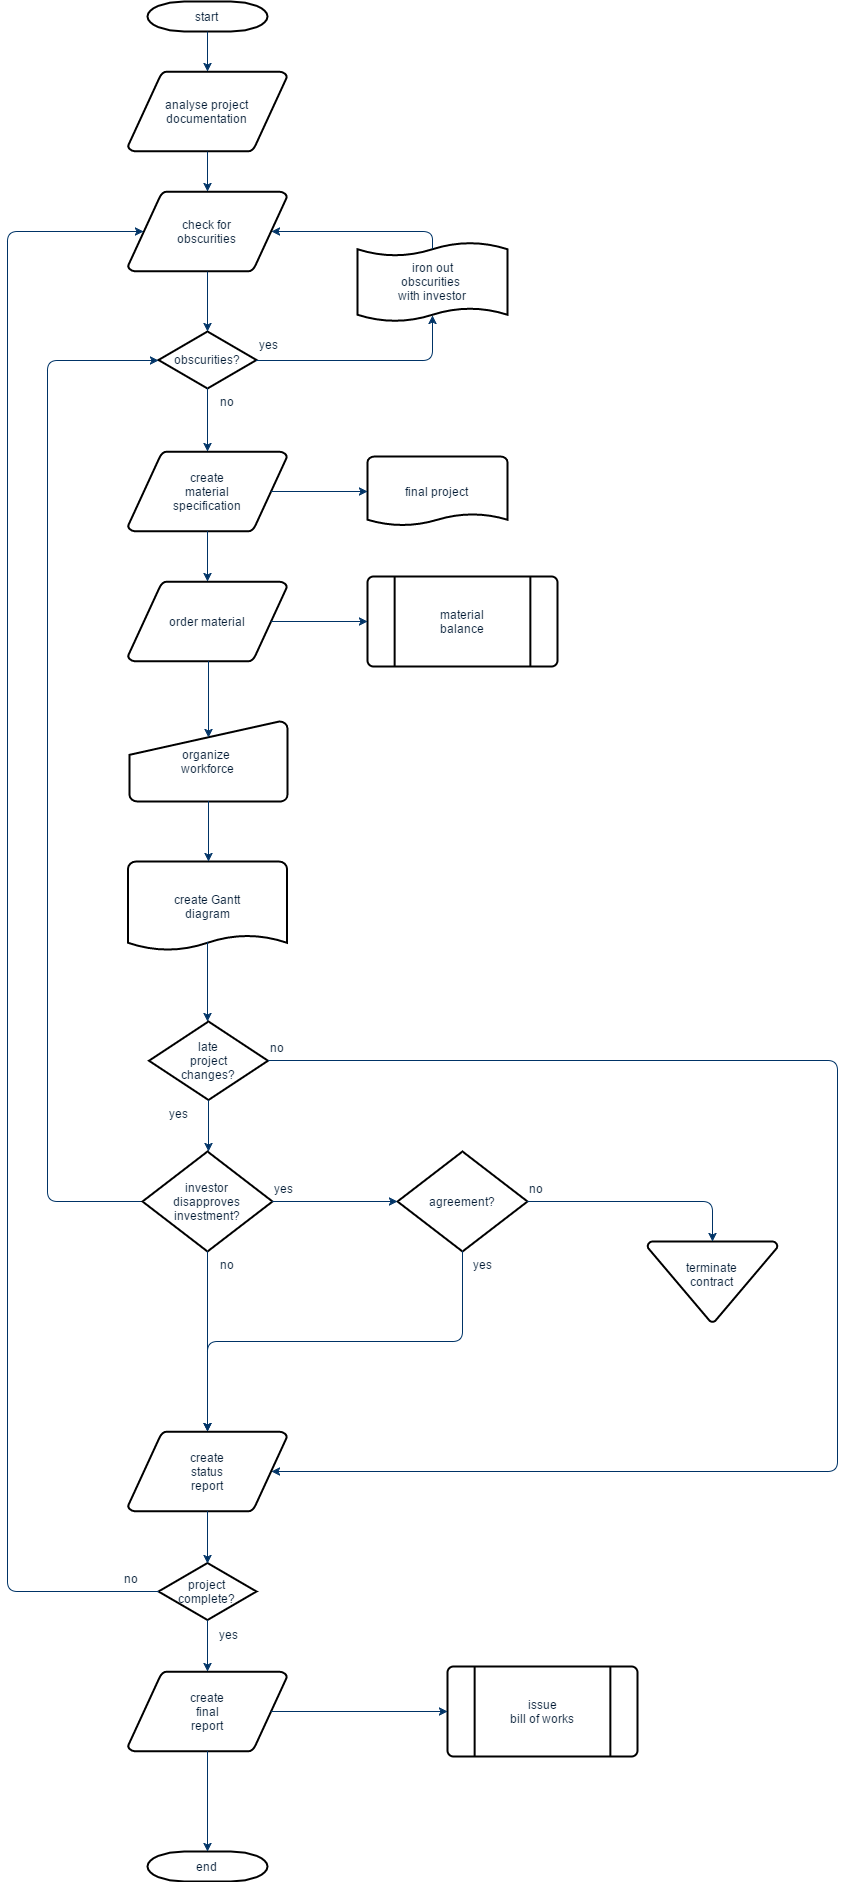 start
analyse project
documentation
check for
obscurities
iron out
obscurities
with investor
obscurities?
yes
no
create
material
specification
final project
order material
material
balance
organize
workforce
create Gantt
diagram
late
project
changes?
no
yes
investor
disapproves
investment?
yes
agreement?
no
terminate
contract
no
yes
create
status
report
project
complete?
no
yes
create
final
report
issue
bill of works
end